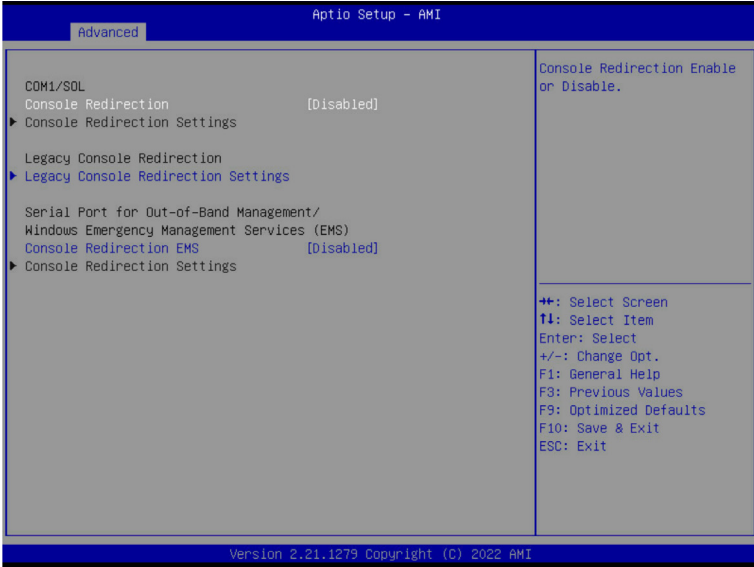 Aptio Setup – AMI
Advanced
COM1/SOL
Console Redirection [Disabled]
▶ Console Redirection Settings
Legacy Console Redirection
▶ Legacy Console Redirection Settings
Serial Port for Out-of-Band Management/
Windows Emergency Management Services (EMS)
Console Redirection EMS [Disabled]
▶ Console Redirection Settings
Console Redirection Enable
or Disable.
→←: Select Screen
↑↓: Select Item
Enter: Select
+/-: Change Opt.
F1: General Help
F3: Previous Values
F9: Optimized Defaults
F10: Save & Exit
ESC: Exit
Version 2.21.1279 Copyright (C) 2022 AMI